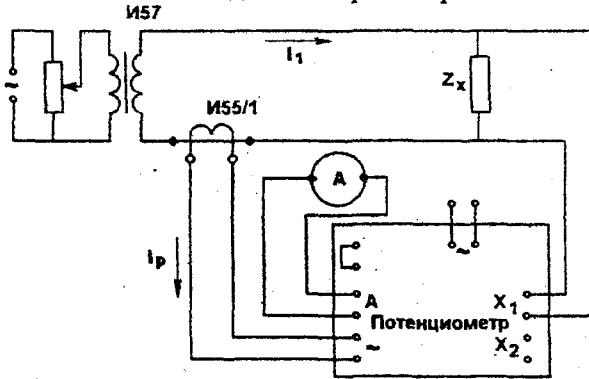 И57
~
I₁
Zₓ
И55/1
A
iₚ
~
A
X₁
Потенциометр
~
X₂